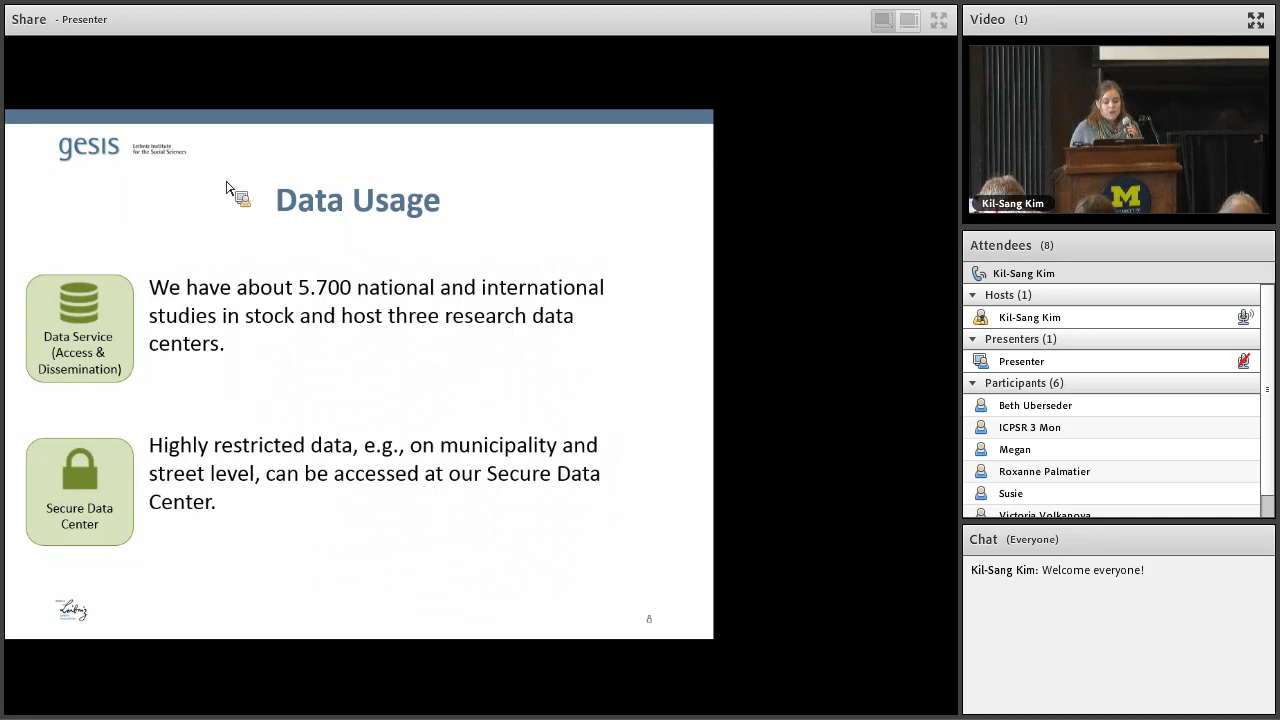 Share - Presenter
gesis
Leibniz Institute
for the Social Sciences
Data Usage
Data Service
(Access &
Dissemination)
We have about 5.700 national and international
studies in stock and host three research data
centers.
Secure Data
Center
Highly restricted data, e.g., on municipality and
street level, can be accessed at our Secure Data
Center.
Leibniz
8
Video (1)
M
Kil-Sang Kim
Attendees (8)
Kil-Sang Kim
Hosts (1)
Kil-Sang Kim
Presenters (1)
Presenter
Participants (6)
Beth Uberseder
ICPSR 3 Mon
Megan
Roxanne Palmatier
Susie
Victoria Volkanova
Chat (Everyone)
Kil-Sang Kim: Welcome everyone!